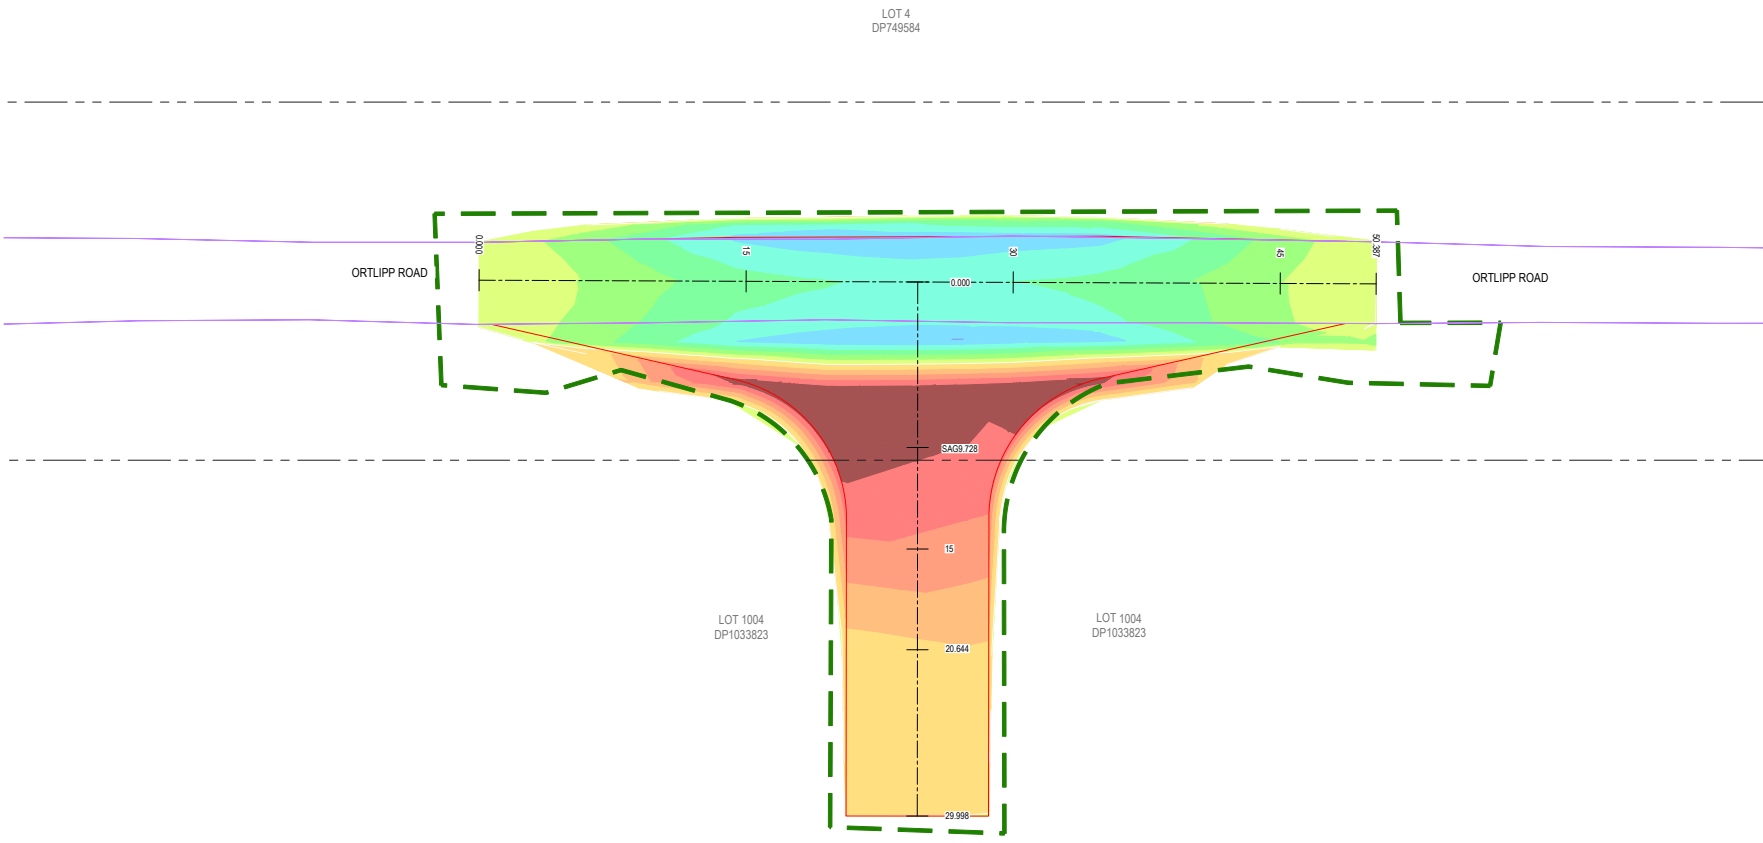 LOT 4
DP749584
0.000
15
30
45
50.387
ORTLIPP ROAD
0.000
ORTLIPP ROAD
SAG9.728
15
LOT 1004
DP1033823
LOT 1004
DP1033823
20.644
29.998